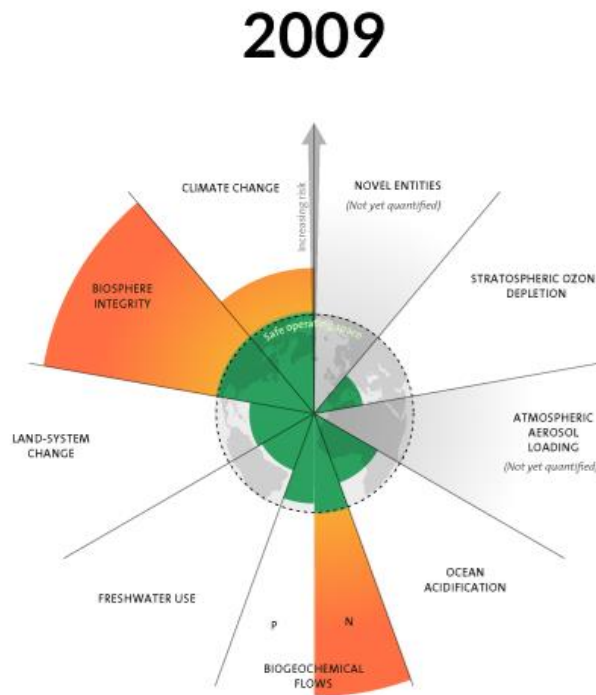 2009
CLIMATE CHANGE
Increasing risk
NOVEL ENTITIES
(Not yet quantified)
BIOSPHERE
INTEGRITY
STRATOSPHERIC OZON
DEPLETION
Safe operating space
LAND-SYSTEM
CHANGE
ATMOSPHERIC
AEROSOL
LOADING
(Not yet quantified)
FRESHWATER USE
OCEAN
ACIDIFICATION
P
N
BIOGEOCHEMICAL
FLOWS